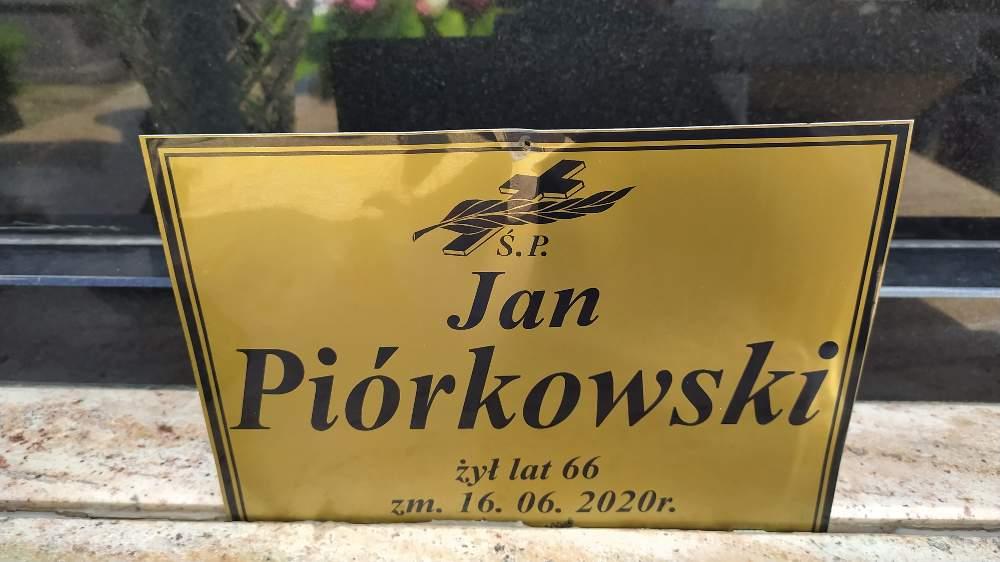 Ś. P.
Jan
Piórkowski
żył lat 66
zm. 16. 06. 2020r.